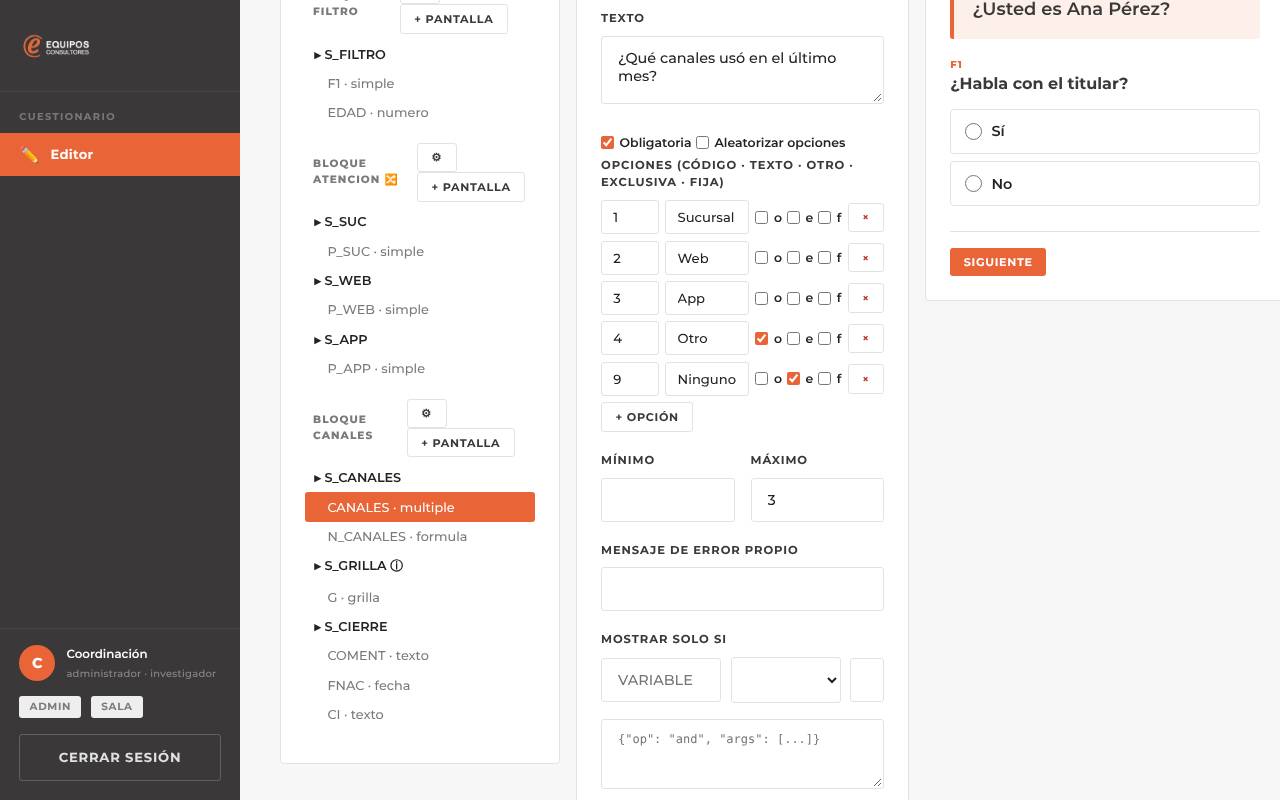 EQUIPOS
CONSULTORES
CUESTIONARIO
Editor
Coordinación
administrador · investigador
ADMIN
SALA
CERRAR SESIÓN
FILTRO
+ PANTALLA
▸ S_FILTRO
F1 · simple
EDAD · numero
BLOQUE
ATENCION
+ PANTALLA
▸ S_SUC
P_SUC · simple
▸ S_WEB
P_WEB · simple
▸ S_APP
P_APP · simple
BLOQUE
CANALES
+ PANTALLA
▸ S_CANALES
CANALES · multiple
N_CANALES · formula
▸ S_GRILLA ⓘ
G · grilla
▸ S_CIERRE
COMENT · texto
FNAC · fecha
CI · texto
TEXTO
¿Qué canales usó en el último
mes?
Obligatoria
Aleatorizar opciones
OPCIONES (CÓDIGO · TEXTO · OTRO ·
EXCLUSIVA · FIJA)
1 Sucursal o e f ×
2 Web o e f ×
3 App o e f ×
4 Otro o e f ×
9 Ninguno o e f ×
+ OPCIÓN
MÍNIMO
MÁXIMO
3
MENSAJE DE ERROR PROPIO
MOSTRAR SOLO SI
VARIABLE
{"op": "and", "args": [...]}
¿Usted es Ana Pérez?
F1
¿Habla con el titular?
Sí
No
SIGUIENTE